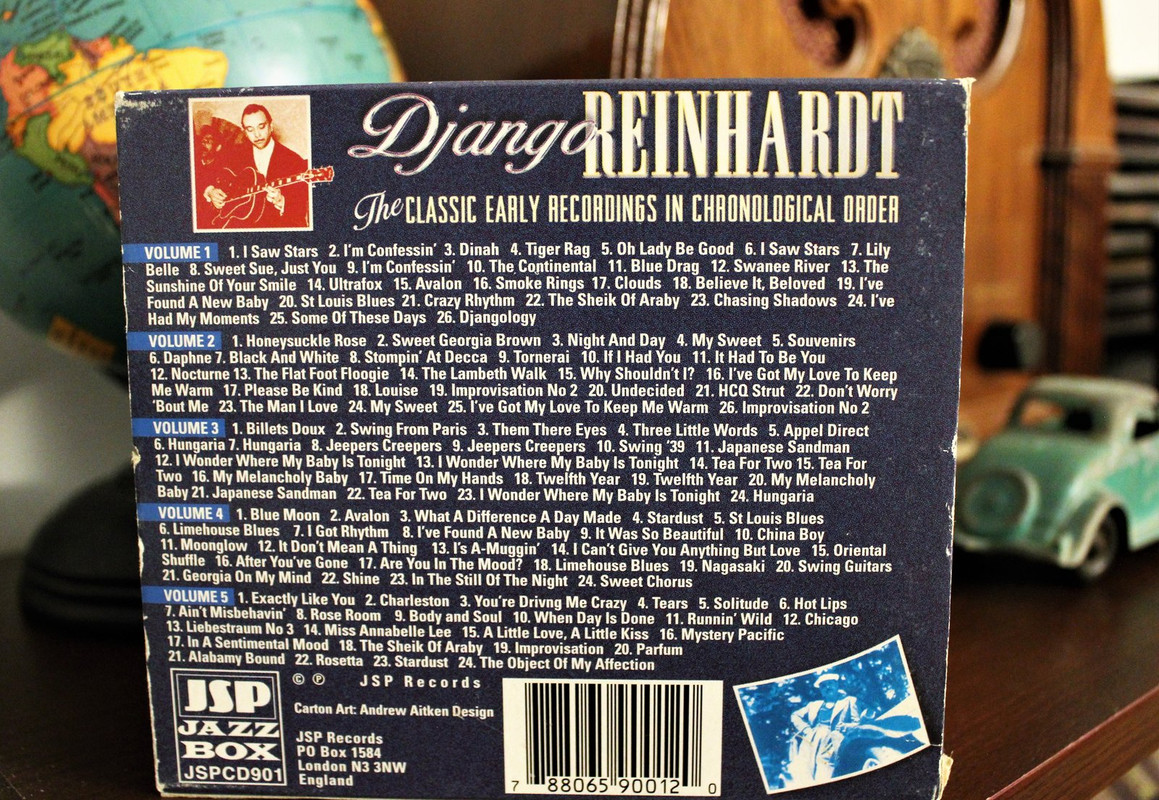 Django REINHARDT
The CLASSIC EARLY RECORDINGS IN CHRONOLOGICAL ORDER
VOLUME 1 1. I Saw Stars 2. I'm Confessin' 3. Dinah 4. Tiger Rag 5. Oh Lady Be Good 6. I Saw Stars 7. Lily
Belle 8. Sweet Sue, Just You 9. I'm Confessin' 10. The Continental 11. Blue Drag 12. Swanee River 13. The
Sunshine Of Your Smile 14. Ultrafox 15. Avalon 16. Smoke Rings 17. Clouds 18. Believe It, Beloved 19. I've
Found A New Baby 20. St Louis Blues 21. Crazy Rhythm 22. The Sheik Of Araby 23. Chasing Shadows 24. I've
Had My Moments 25. Some Of These Days 26. Djangology
VOLUME 2 1. Honeysuckle Rose 2. Sweet Georgia Brown 3. Night And Day 4. My Sweet 5. Souvenirs
6. Daphne 7. Black And White 8. Stompin' At Decca 9. Tornerai 10. If I Had You 11. It Had To Be You
12. Nocturne 13. The Flat Foot Floogie 14. The Lambeth Walk 15. Why Shouldn't I? 16. I've Got My Love To Keep
Me Warm 17. Please Be Kind 18. Louise 19. Improvisation No 2 20. Undecided 21. HCQ Strut 22. Don't Worry
'Bout Me 23. The Man I Love 24. My Sweet 25. I've Got My Love To Keep Me Warm 26. Improvisation No 2
VOLUME 3 1. Billets Doux 2. Swing From Paris 3. Them There Eyes 4. Three Little Words 5. Appel Direct
6. Hungaria 7. Hungaria 8. Jeepers Creepers 9. Jeepers Creepers 10. Swing '39 11. Japanese Sandman
12. I Wonder Where My Baby Is Tonight 13. I Wonder Where My Baby Is Tonight 14. Tea For Two 15. Tea For
Two 16. My Melancholy Baby 17. Time On My Hands 18. Twelfth Year 19. Twelfth Year 20. My Melancholy
Baby 21. Japanese Sandman 22. Tea For Two 23. I Wonder Where My Baby Is Tonight 24. Hungaria
VOLUME 4 1. Blue Moon 2. Avalon 3. What A Difference A Day Made 4. Stardust 5. St Louis Blues
6. Limehouse Blues 7. I Got Rhythm 8. I've Found A New Baby 9. It Was So Beautiful 10. China Boy
11. Moonglow 12. It Don't Mean A Thing 13. I's A-Muggin' 14. I Can't Give You Anything But Love 15. Oriental
Shuffle 16. After You've Gone 17. Are You In The Mood? 18. Limehouse Blues 19. Nagasaki 20. Swing Guitars
21. Georgia On My Mind 22. Shine 23. In The Still Of The Night 24. Sweet Chorus
VOLUME 5 1. Exactly Like You 2. Charleston 3. You're Drivng Me Crazy 4. Tears 5. Solitude 6. Hot Lips
7. Ain't Misbehavin' 8. Rose Room 9. Body and Soul 10. When Day Is Done 11. Runnin' Wild 12. Chicago
13. Liebestraum No 3 14. Miss Annabelle Lee 15. A Little Love, A Little Kiss 16. Mystery Pacific
17. In A Sentimental Mood 18. The Sheik Of Araby 19. Improvisation 20. Parfum
21. Alabamy Bound 22. Rosetta 23. Stardust 24. The Object Of My Affection
JSP
JAZZ
BOX
JSPCD901
© ℗ JSP Records
Carton Art: Andrew Aitken Design
JSP Records
PO Box 1584
London N3 3NW
England
7 88065 90012 0